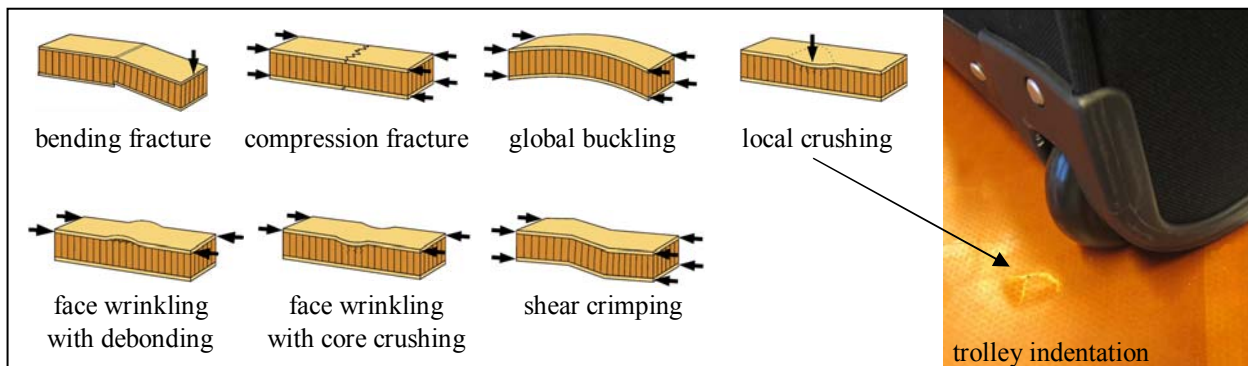 bending fracture
compression fracture
global buckling
local crushing
face wrinkling
with debonding
face wrinkling
with core crushing
shear crimping
trolley indentation